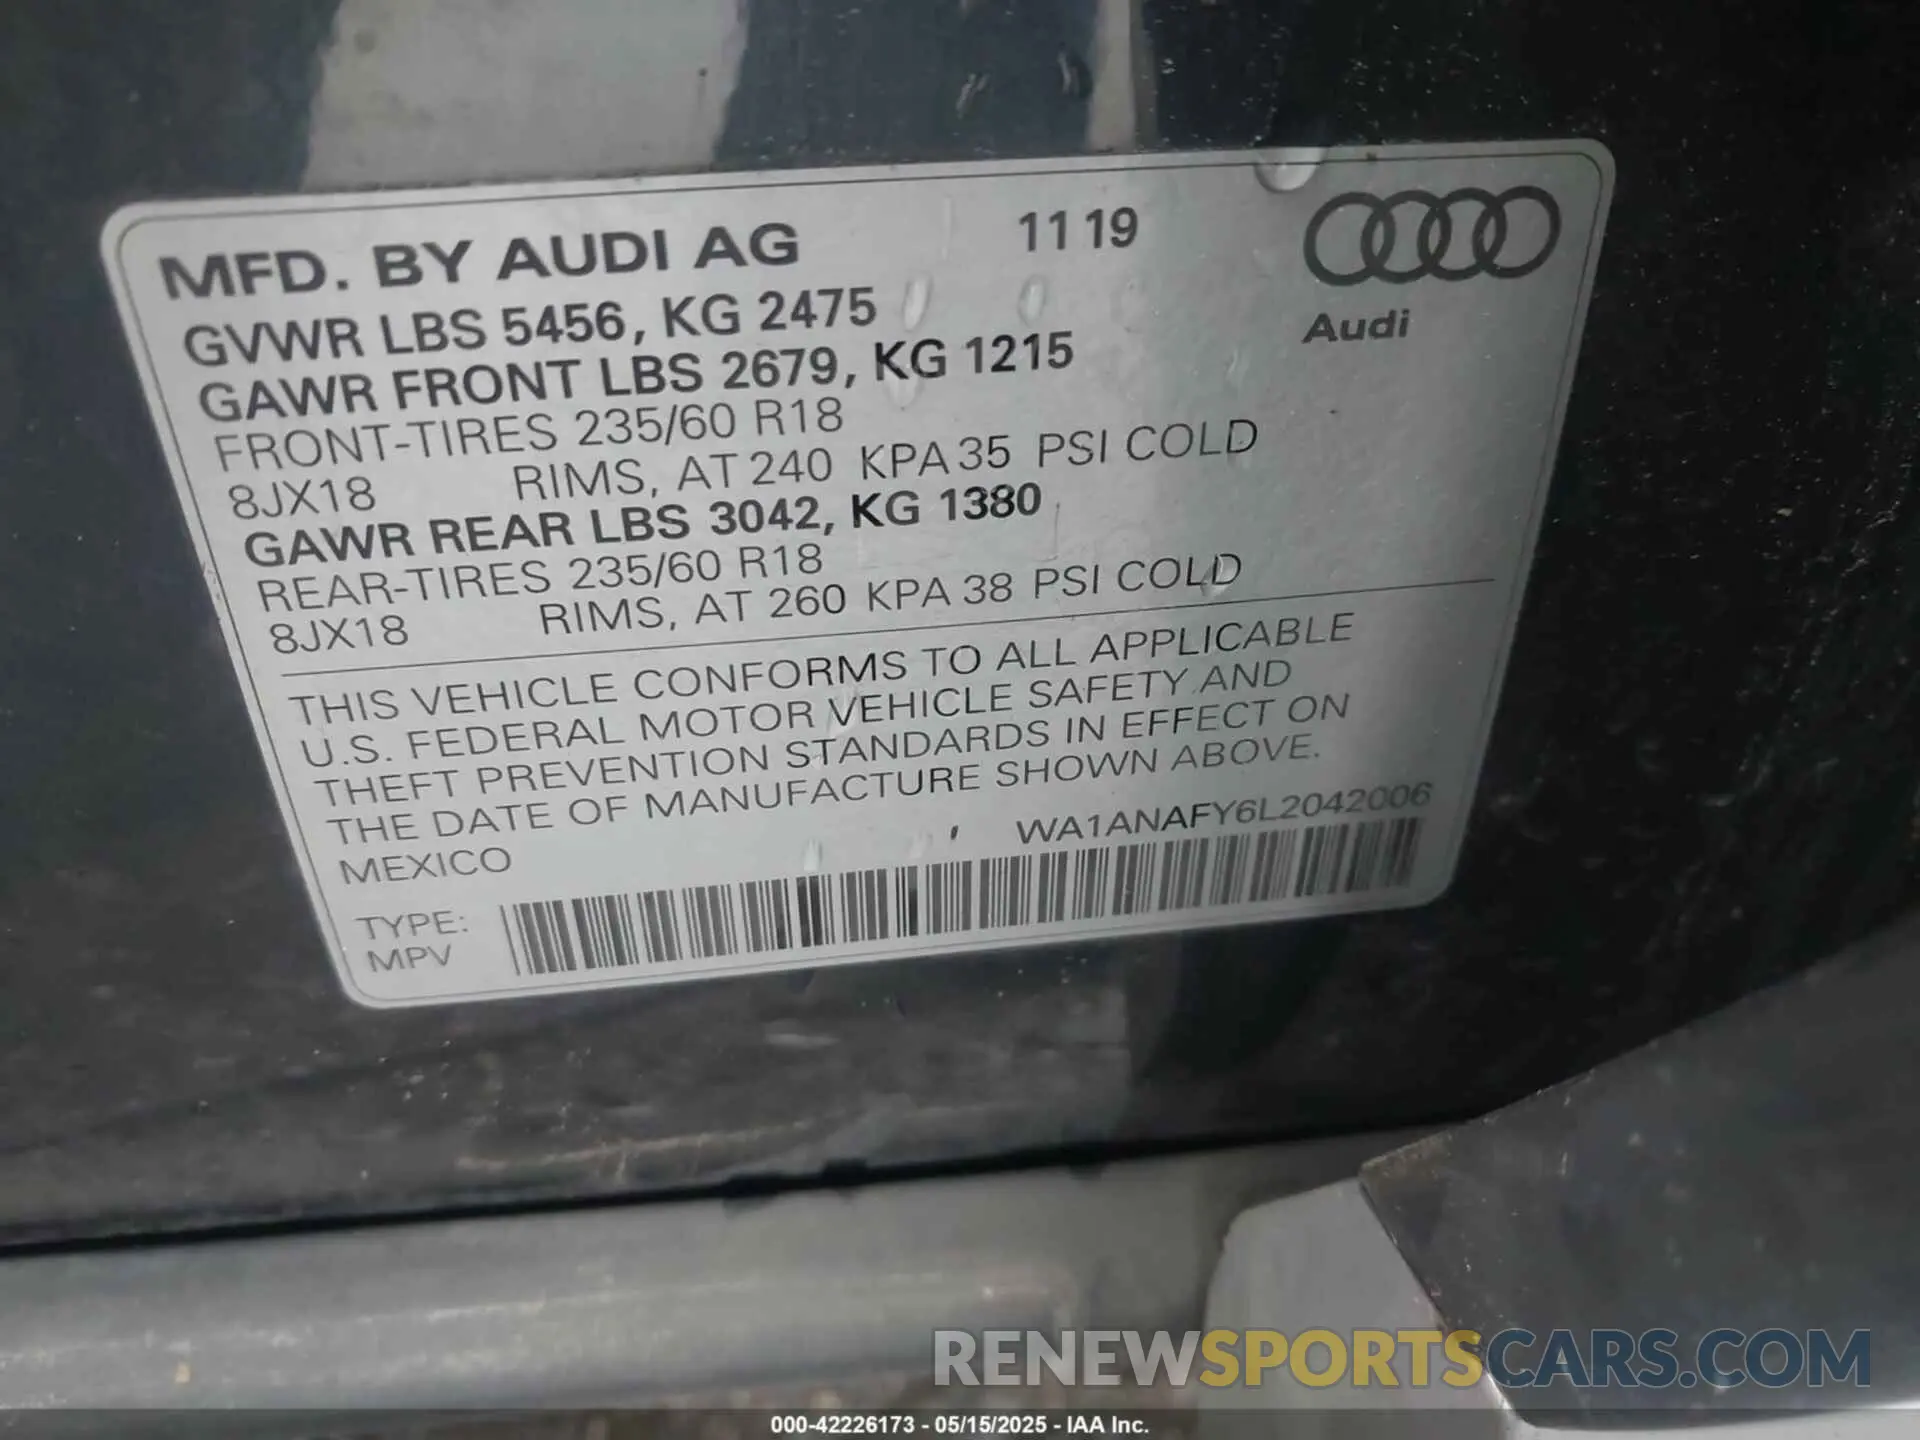 MFD. BY AUDI AG 11 19
Audi
GVWR LBS 5456, KG 2475
GAWR FRONT LBS 2679, KG 1215
FRONT-TIRES 235/60 R18
8JX18 RIMS, AT 240 KPA 35 PSI COLD
GAWR REAR LBS 3042, KG 1380
REAR-TIRES 235/60 R18
8JX18 RIMS, AT 260 KPA 38 PSI COLD
THIS VEHICLE CONFORMS TO ALL APPLICABLE
U.S. FEDERAL MOTOR VEHICLE SAFETY AND
THEFT PREVENTION STANDARDS IN EFFECT ON
THE DATE OF MANUFACTURE SHOWN ABOVE.
MEXICO WA1ANAFY6L2042006
TYPE:
MPV
RENEWSPORTSCARS.COM
000-42226173 - 05/15/2025 - IAA Inc.